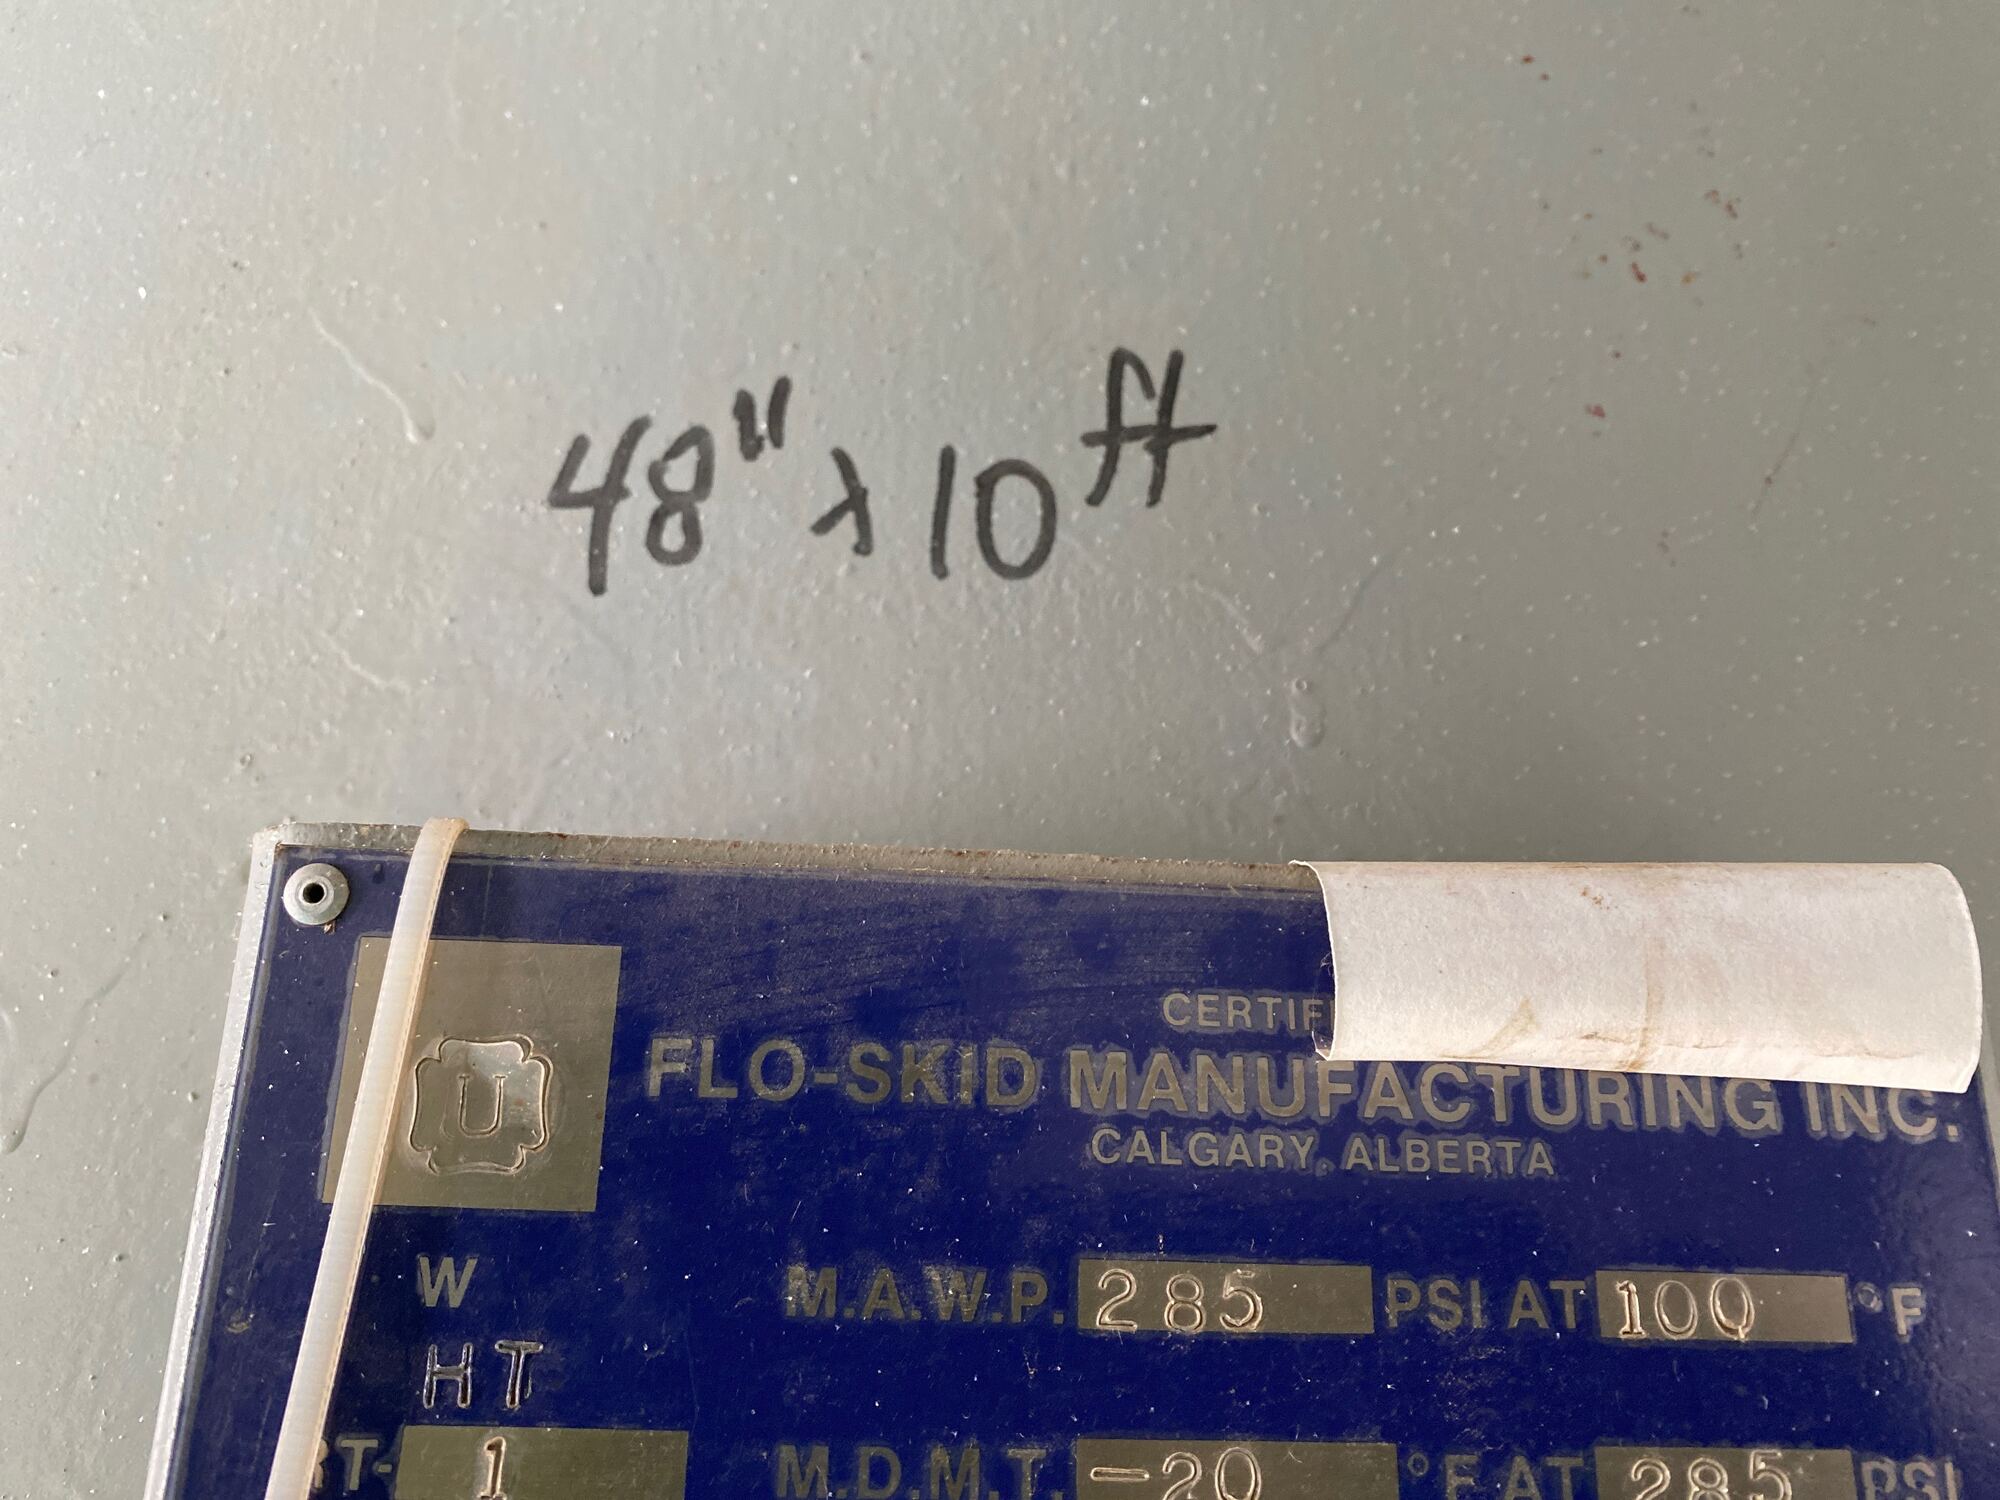 48" x 10 ft
CERTIF
FLO-SKID MANUFACTURING INC.
CALGARY, ALBERTA
U
W
M.A.W.P. 285 PSI AT 100 °F
HT
RT- 1
M.D.M.T. -20 °F AT 285 PSI